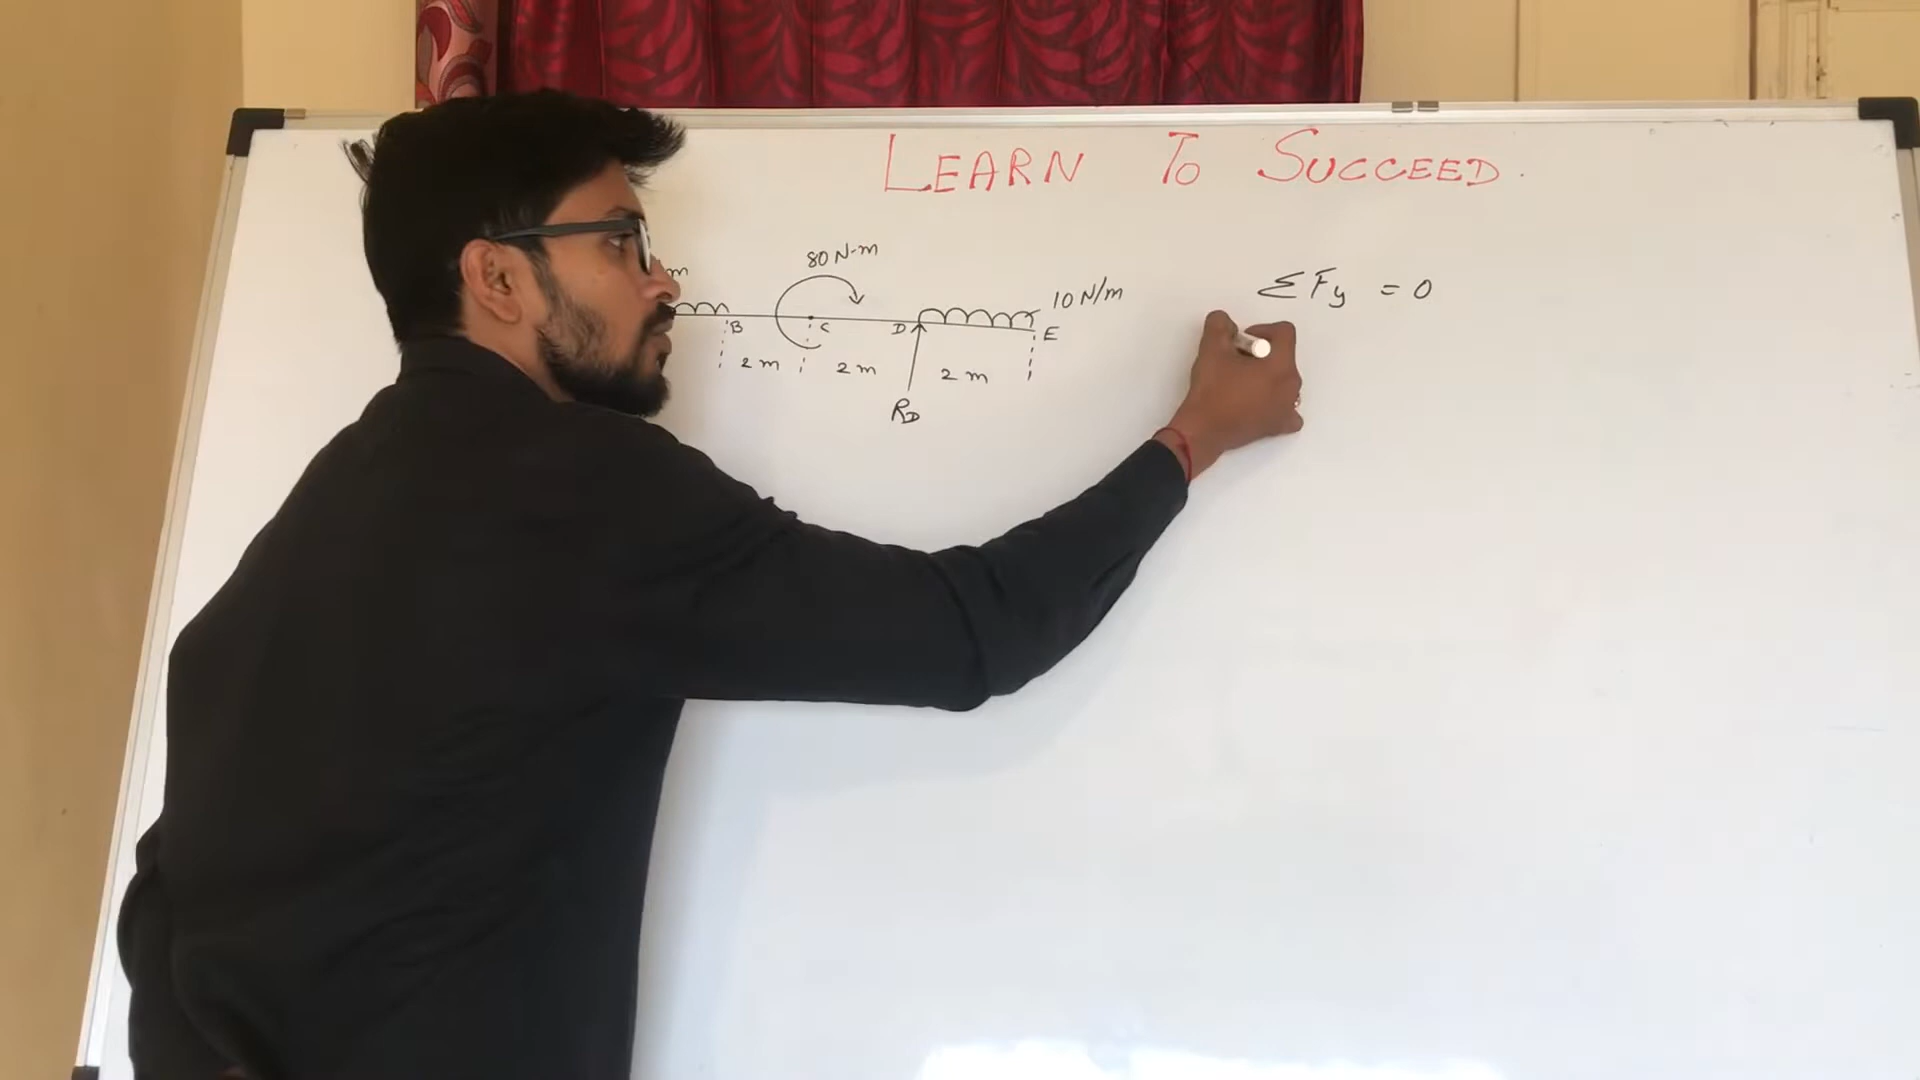 LEARN TO SUCCEED.
80 N-m
m
10 N/m
ΣFy = 0
B C D E
2 m 2 m 2 m
RD